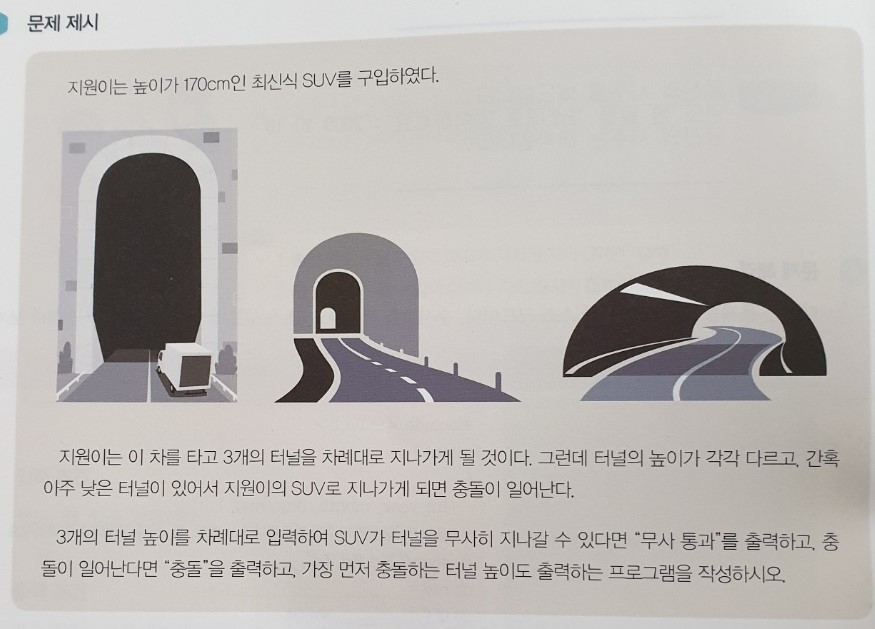 문제 제시
지원이는 높이가 170cm인 최신식 SUV를 구입하였다.
지원이는 이 차를 타고 3개의 터널을 차례대로 지나가게 될 것이다. 그런데 터널의 높이가 각각 다르고, 간혹
아주 낮은 터널이 있어서 지원이의 SUV로 지나가게 되면 충돌이 일어난다.
3개의 터널 높이를 차례대로 입력하여 SUV가 터널을 무사히 지나갈 수 있다면 “무사 통과”를 출력하고, 충
돌이 일어난다면 “충돌”을 출력하고, 가장 먼저 충돌하는 터널 높이도 출력하는 프로그램을 작성하시오.